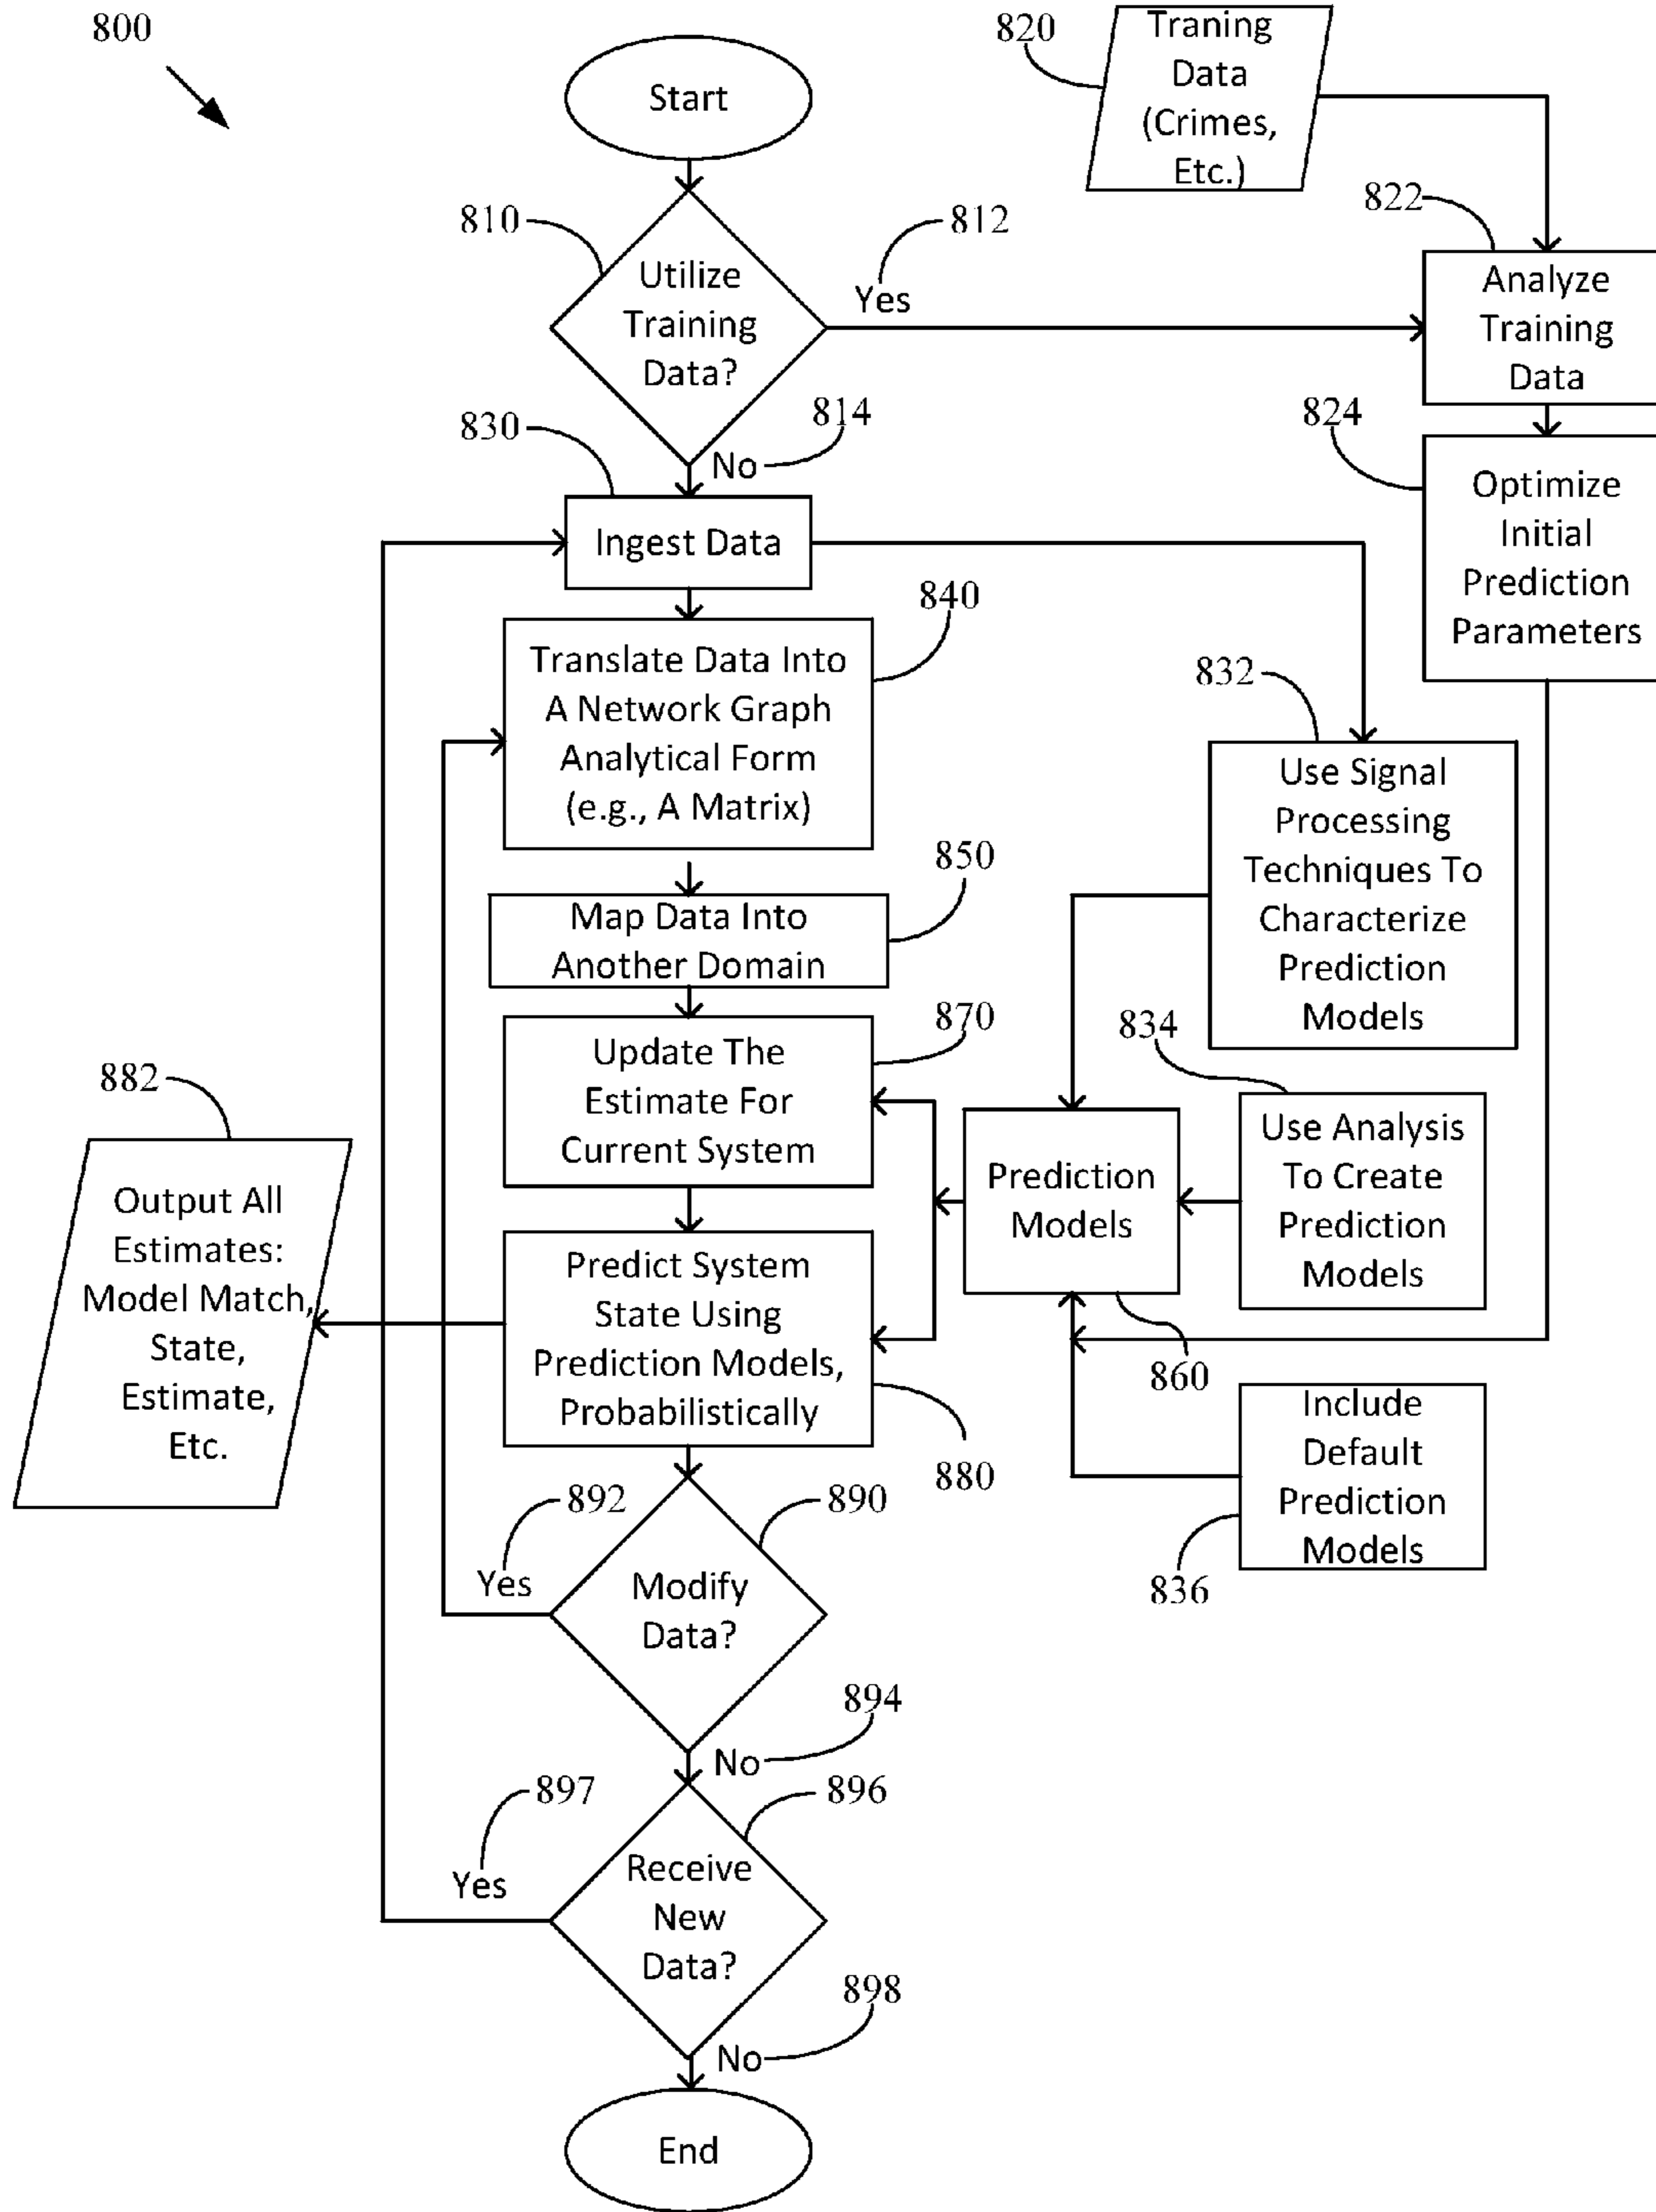 800
Start
820
Traning
Data
(Crimes,
Etc.)
810
812
Utilize
Training
Data?
Yes
822
Analyze
Training
Data
814
No
824
Optimize
Initial
Prediction
Parameters
830
Ingest Data
840
Translate Data Into
A Network Graph
Analytical Form
(e.g., A Matrix)
832
Use Signal
Processing
Techniques To
Characterize
Prediction
Models
850
Map Data Into
Another Domain
870
Update The
Estimate For
Current System
834
Use Analysis
To Create
Prediction
Models
Prediction
Models
860
882
Output All
Estimates:
Model Match,
State,
Estimate,
Etc.
Predict System
State Using
Prediction Models,
Probabilistically
880
Include
Default
Prediction
Models
836
892
Yes
890
Modify
Data?
894
No
897
Yes
896
Receive
New
Data?
898
No
End